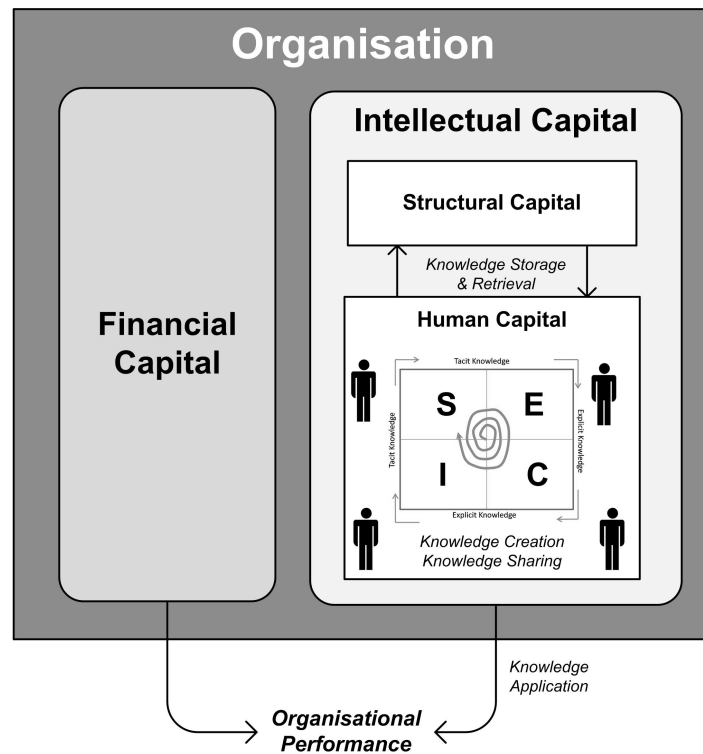 Organisation
Financial
Capital
Intellectual Capital
Structural Capital
Knowledge Storage
& Retrieval
Human Capital
Tacit Knowledge
Tacit Knowledge
S
E
Explicit Knowledge
I
C
Explicit Knowledge
Knowledge Creation
Knowledge Sharing
Knowledge
Application
Organisational
Performance